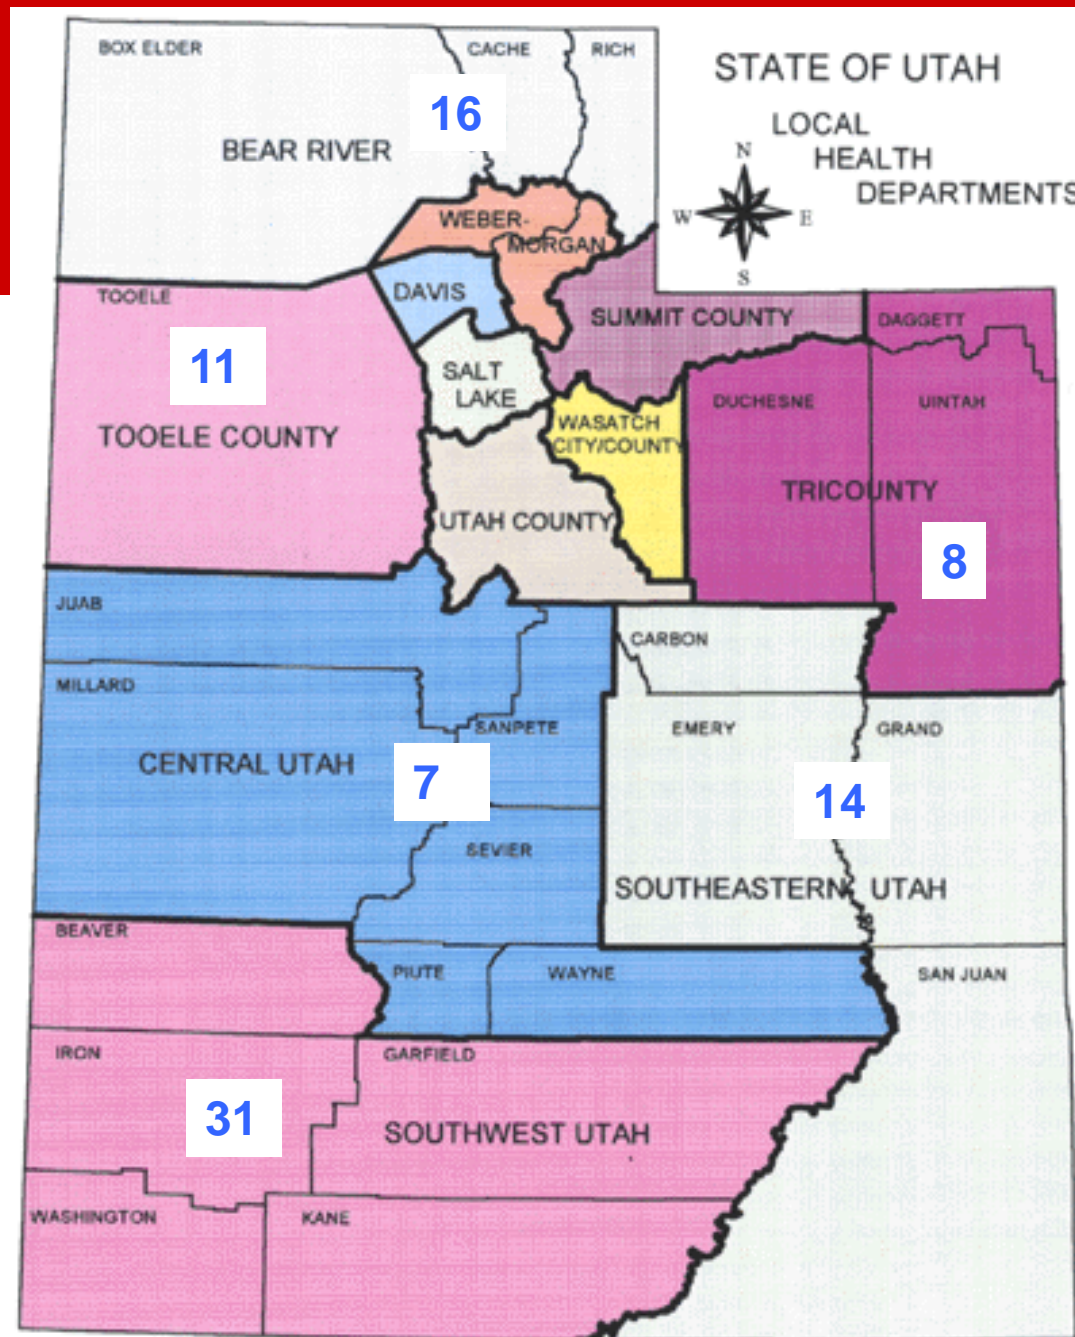 BOX ELDER
CACHE
RICH
STATE OF UTAH
LOCAL
HEALTH
DEPARTMENTS
N
W
E
S
16
BEAR RIVER
WEBER-
MORGAN
TOOELE
DAVIS
SUMMIT COUNTY
DAGGETT
11
SALT
LAKE
DUCHESNE
UINTAH
WASATCH
CITY/COUNTY
TOOELE COUNTY
TRICOUNTY
UTAH COUNTY
8
JUAB
CARBON
MILLARD
SANPETE
EMERY
GRAND
CENTRAL UTAH
7
14
SEVIER
SOUTHEASTERN UTAH
BEAVER
PIUTE
WAYNE
SAN JUAN
IRON
GARFIELD
31
SOUTHWEST UTAH
WASHINGTON
KANE